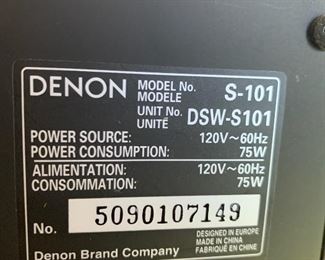 DENON MODEL No. S-101
MODÈLE
UNIT No. DSW-S101
UNITÉ
POWER SOURCE: 120V~60Hz
POWER CONSUMPTION: 75W
ALIMENTATION: 120V~60Hz
CONSOMMATION: 75W
No. 5090107149
DESIGNED IN EUROPE
MADE IN CHINA
FABRIQUÉ EN CHINE
Denon Brand Company